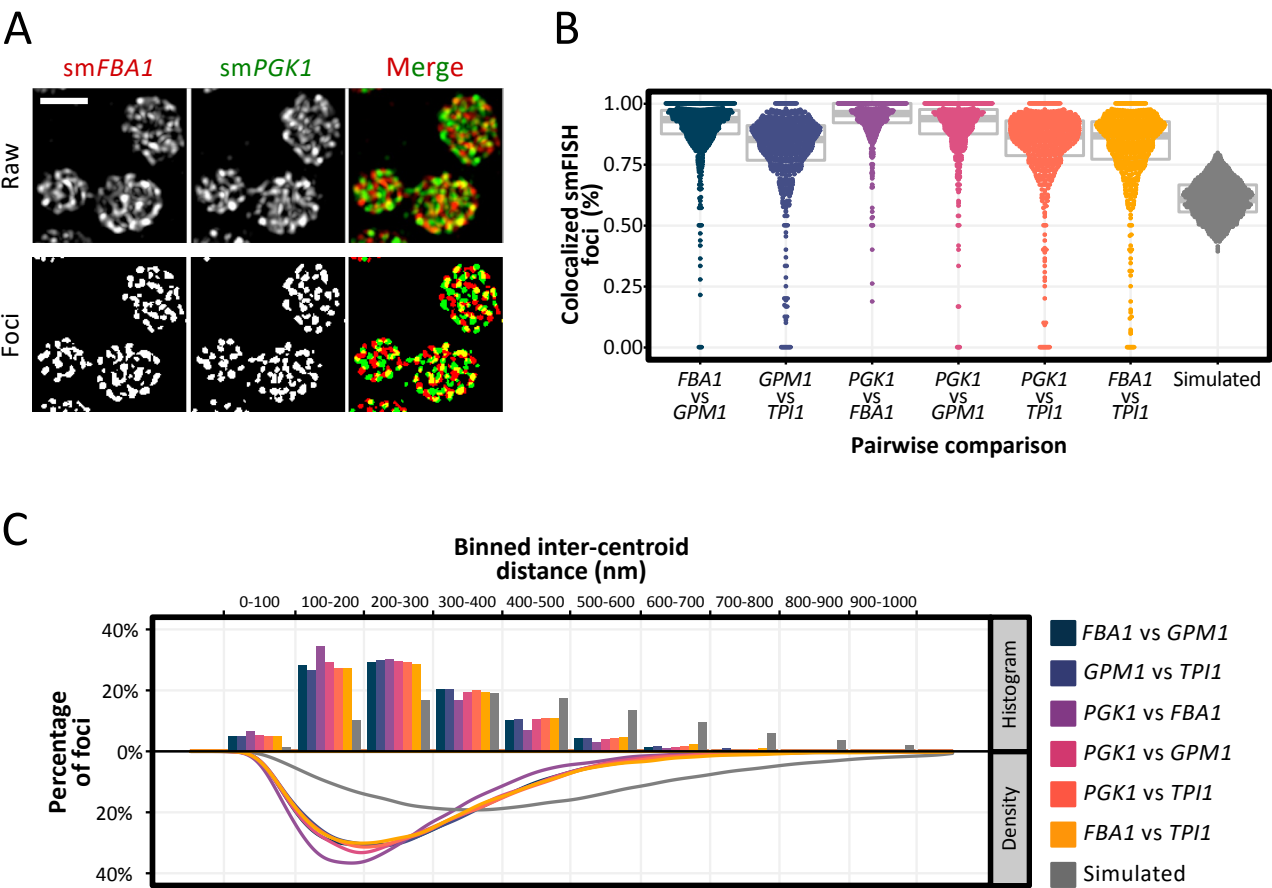 A
smFBA1 smPGK1 Merge
Raw
Foci
B
Colocalized smFISH
foci (%)
1.00
0.75
0.50
0.25
0.00
FBA1 vs GPM1
GPM1 vs TPI1
PGK1 vs FBA1
PGK1 vs GPM1
PGK1 vs TPI1
FBA1 vs TPI1
Simulated
Pairwise comparison
C
Binned inter-centroid
distance (nm)
0-100 100-200 200-300 300-400 400-500 500-600 600-700 700-800 800-900 900-1000
Percentage
of foci
40%
20%
0%
20%
40%
Histogram
Density
FBA1 vs GPM1
GPM1 vs TPI1
PGK1 vs FBA1
PGK1 vs GPM1
PGK1 vs TPI1
FBA1 vs TPI1
Simulated